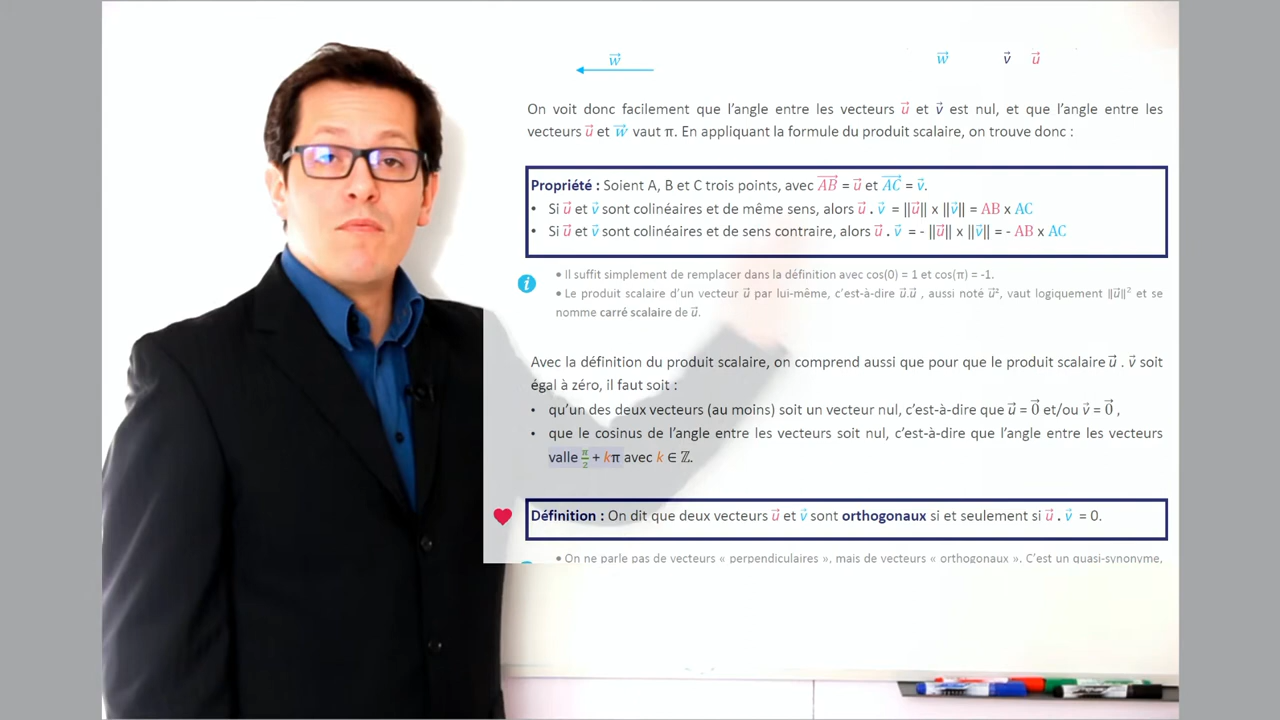 w⃗
w⃗ v⃗ u⃗
On voit donc facilement que l'angle entre les vecteurs u⃗ et v⃗ est nul, et que l'angle entre les
vecteurs u⃗ et w⃗ vaut π. En appliquant la formule du produit scalaire, on trouve donc :
Propriété : Soient A, B et C trois points, avec A͞B⃗ = u⃗ et A͞C⃗ = v⃗.
• Si u⃗ et v⃗ sont colinéaires et de même sens, alors u⃗ . v⃗ = ||u⃗|| x ||v⃗|| = AB x AC
• Si u⃗ et v⃗ sont colinéaires et de sens contraire, alors u⃗ . v⃗ = - ||u⃗|| x ||v⃗|| = - AB x AC
i
• Il suffit simplement de remplacer dans la définition avec cos(0) = 1 et cos(π) = -1.
• Le produit scalaire d'un vecteur u⃗ par lui-même, c'est-à-dire u⃗.u⃗ , aussi noté u⃗², vaut logiquement ||u⃗||² et se
nomme carré scalaire de u⃗.
Avec la définition du produit scalaire, on comprend aussi que pour que le produit scalaire u⃗ . v⃗ soit
égal à zéro, il faut soit :
• qu'un des deux vecteurs (au moins) soit un vecteur nul, c'est-à-dire que u⃗ = 0⃗ et/ou v⃗ = 0⃗ ,
• que le cosinus de l'angle entre les vecteurs soit nul, c'est-à-dire que l'angle entre les vecteurs
valle π/2 + kπ avec k ∈ ℤ.
Définition : On dit que deux vecteurs u⃗ et v⃗ sont orthogonaux si et seulement si u⃗ . v⃗ = 0.
• On ne parle pas de vecteurs « perpendiculaires », mais de vecteurs « orthogonaux ». C'est un quasi-synonyme,